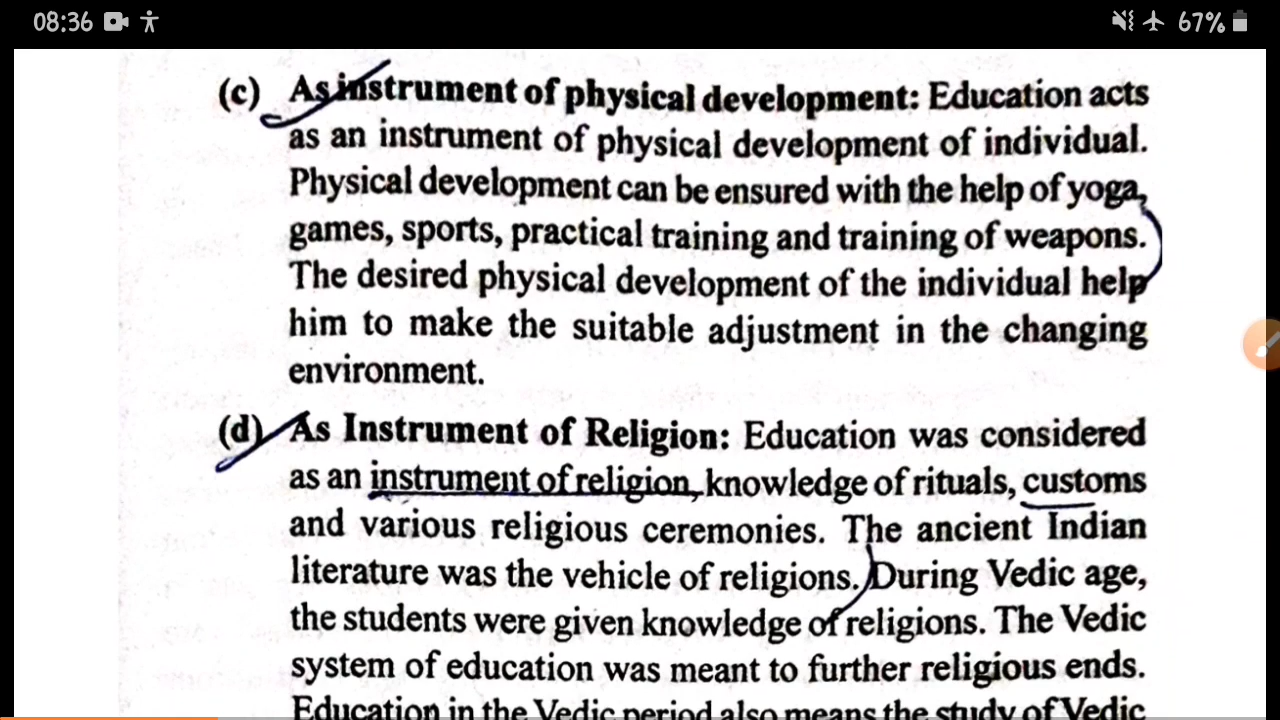 08:36
67%
(c) As instrument of physical development: Education acts
as an instrument of physical development of individual.
Physical development can be ensured with the help of yoga,
games, sports, practical training and training of weapons.
The desired physical development of the individual help
him to make the suitable adjustment in the changing
environment.
(d) As Instrument of Religion: Education was considered
as an instrument of religion, knowledge of rituals, customs
and various religious ceremonies. The ancient Indian
literature was the vehicle of religions. During Vedic age,
the students were given knowledge of religions. The Vedic
system of education was meant to further religious ends.
Education in the Vedic period also means the study of Vedic